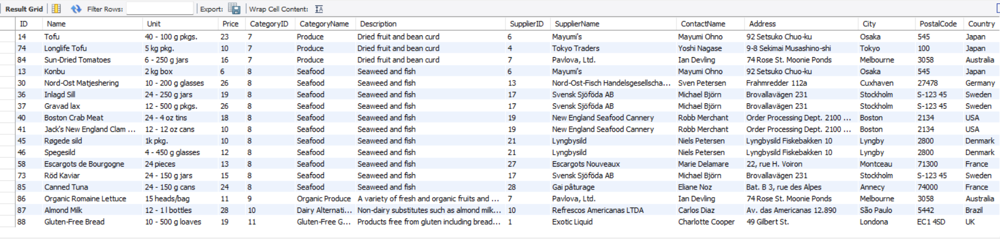 Result Grid Filter Rows: Export: Wrap Cell Content:
ID Name Unit Price CategoryID CategoryName Description SupplierID SupplierName ContactName Address City PostalCode Country
14 Tofu 40 - 100 g pkgs. 23 7 Produce Dried fruit and bean curd 6 Mayumi's Mayumi Ohno 92 Setsuko Chuo-ku Osaka 545 Japan
74 Longlife Tofu 5 kg pkg. 10 7 Produce Dried fruit and bean curd 4 Tokyo Traders Yoshi Nagase 9-8 Sekimai Musashino-shi Tokyo 100 Japan
84 Sun-Dried Tomatoes 6 - 250 g jars 16 7 Produce Dried fruit and bean curd 7 Pavlova, Ltd. Ian Devling 74 Rose St. Moonie Ponds Melbourne 3058 Australia
13 Konbu 2 kg box 6 8 Seafood Seaweed and fish 6 Mayumi's Mayumi Ohno 92 Setsuko Chuo-ku Osaka 545 Japan
30 Nord-Ost Matjeshering 10 - 200 g glasses 26 8 Seafood Seaweed and fish 13 Nord-Ost-Fisch Handelsgesellscha... Sven Petersen Frahmredder 112a Cuxhaven 27478 Germany
36 Inlagd Sill 24 - 250 g jars 19 8 Seafood Seaweed and fish 17 Svensk Sjöföda AB Michael Björn Brovallavägen 231 Stockholm S-123 45 Sweden
37 Gravad lax 12 - 500 g pkgs. 26 8 Seafood Seaweed and fish 17 Svensk Sjöföda AB Michael Björn Brovallavägen 231 Stockholm S-123 45 Sweden
40 Boston Crab Meat 24 - 4 oz tins 18 8 Seafood Seaweed and fish 19 New England Seafood Cannery Robb Merchant Order Processing Dept. 2100 ... Boston 2134 USA
41 Jack's New England Clam ... 12 - 12 oz cans 10 8 Seafood Seaweed and fish 19 New England Seafood Cannery Robb Merchant Order Processing Dept. 2100 ... Boston 2134 USA
45 Røgede sild 1k pkg. 10 8 Seafood Seaweed and fish 21 Lyngbysild Niels Petersen Lyngbysild Fiskebakken 10 Lyngby 2800 Denmark
46 Spegesild 4 - 450 g glasses 12 8 Seafood Seaweed and fish 21 Lyngbysild Niels Petersen Lyngbysild Fiskebakken 10 Lyngby 2800 Denmark
58 Escargots de Bourgogne 24 pieces 13 8 Seafood Seaweed and fish 27 Escargots Nouveaux Marie Delamare 22, rue H. Voiron Montceau 71300 France
73 Röd Kaviar 24 - 150 g jars 15 8 Seafood Seaweed and fish 17 Svensk Sjöföda AB Michael Björn Brovallavägen 231 Stockholm S-123 45 Sweden
85 Canned Tuna 24 - 150 g cans 24 8 Seafood Seaweed and fish 28 Gai pâturage Eliane Noz Bat. B 3, rue des Alpes Annecy 74000 France
86 Organic Romaine Lettuce 15 heads/bag 11 9 Organic Produce A variety of fresh and organic fruits and ... 7 Pavlova, Ltd. Ian Devling 74 Rose St. Moonie Ponds Melbourne 3058 Australia
87 Almond Milk 12 - 1 l bottles 28 10 Dairy Alternati... Non-dairy substitutes such as almond milk... 10 Refrescos Americanas LTDA Carlos Diaz Av. das Americanas 12.890 São Paulo 5442 Brazil
88 Gluten-Free Bread 10 - 500 g loaves 19 11 Gluten-Free G... Products free from gluten including bread... 1 Exotic Liquid Charlotte Cooper 49 Gilbert St. Londona EC1 4SD UK